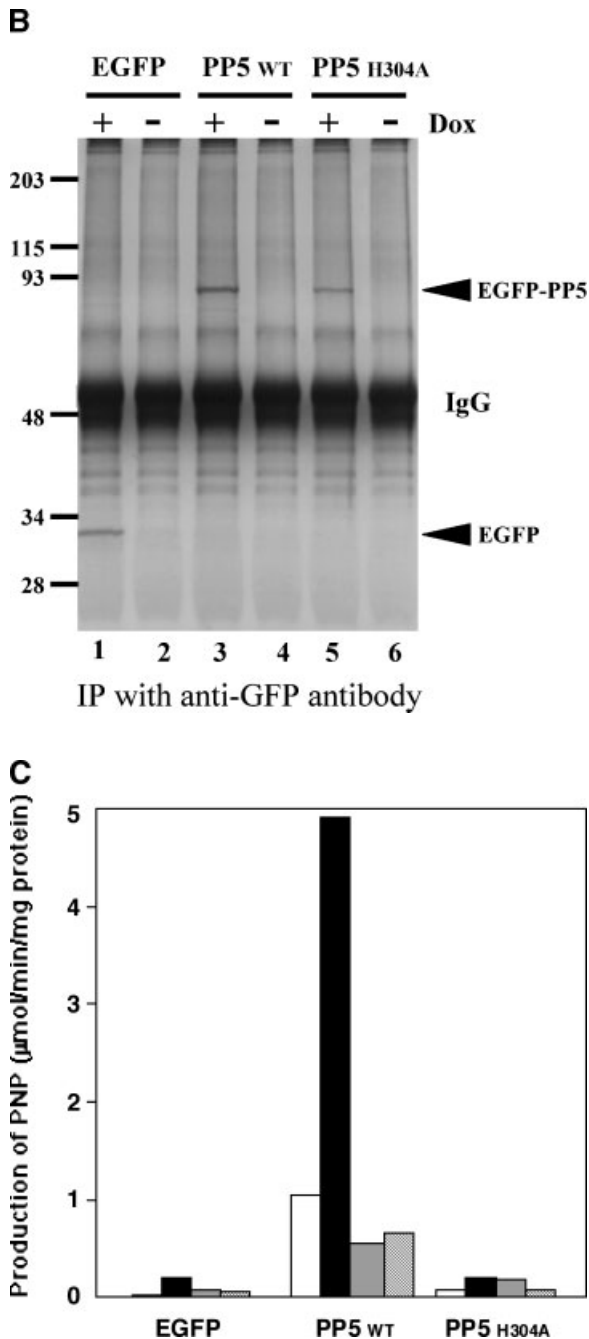 B
EGFP PP5 WT PP5 H304A
+ - + - + - Dox
203
115
93
EGFP-PP5
IgG
48
34
EGFP
28
1 2 3 4 5 6
IP with anti-GFP antibody
C
Production of PNP (μmol/min/mg protein)
5
4
3
2
1
0
EGFP PP5 WT PP5 H304A